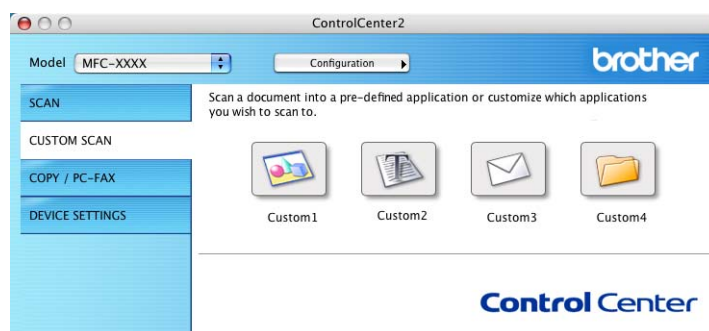 ControlCenter2
Model MFC-XXXX Configuration brother
SCAN
CUSTOM SCAN
COPY / PC-FAX
DEVICE SETTINGS
Scan a document into a pre-defined application or customize which applications
you wish to scan to.
Custom1 Custom2 Custom3 Custom4
Control Center